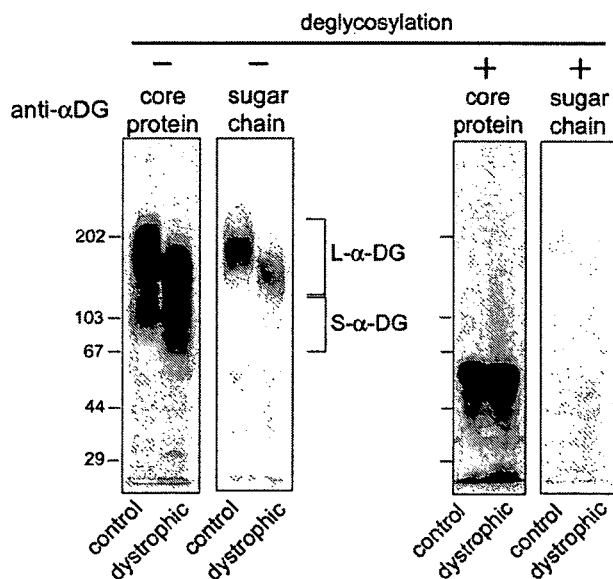 deglycosylation
− − + +
anti-αDG core protein sugar chain core protein sugar chain
202
103
67
44
29
L-α-DG
S-α-DG
control dystrophic control dystrophic control dystrophic control dystrophic